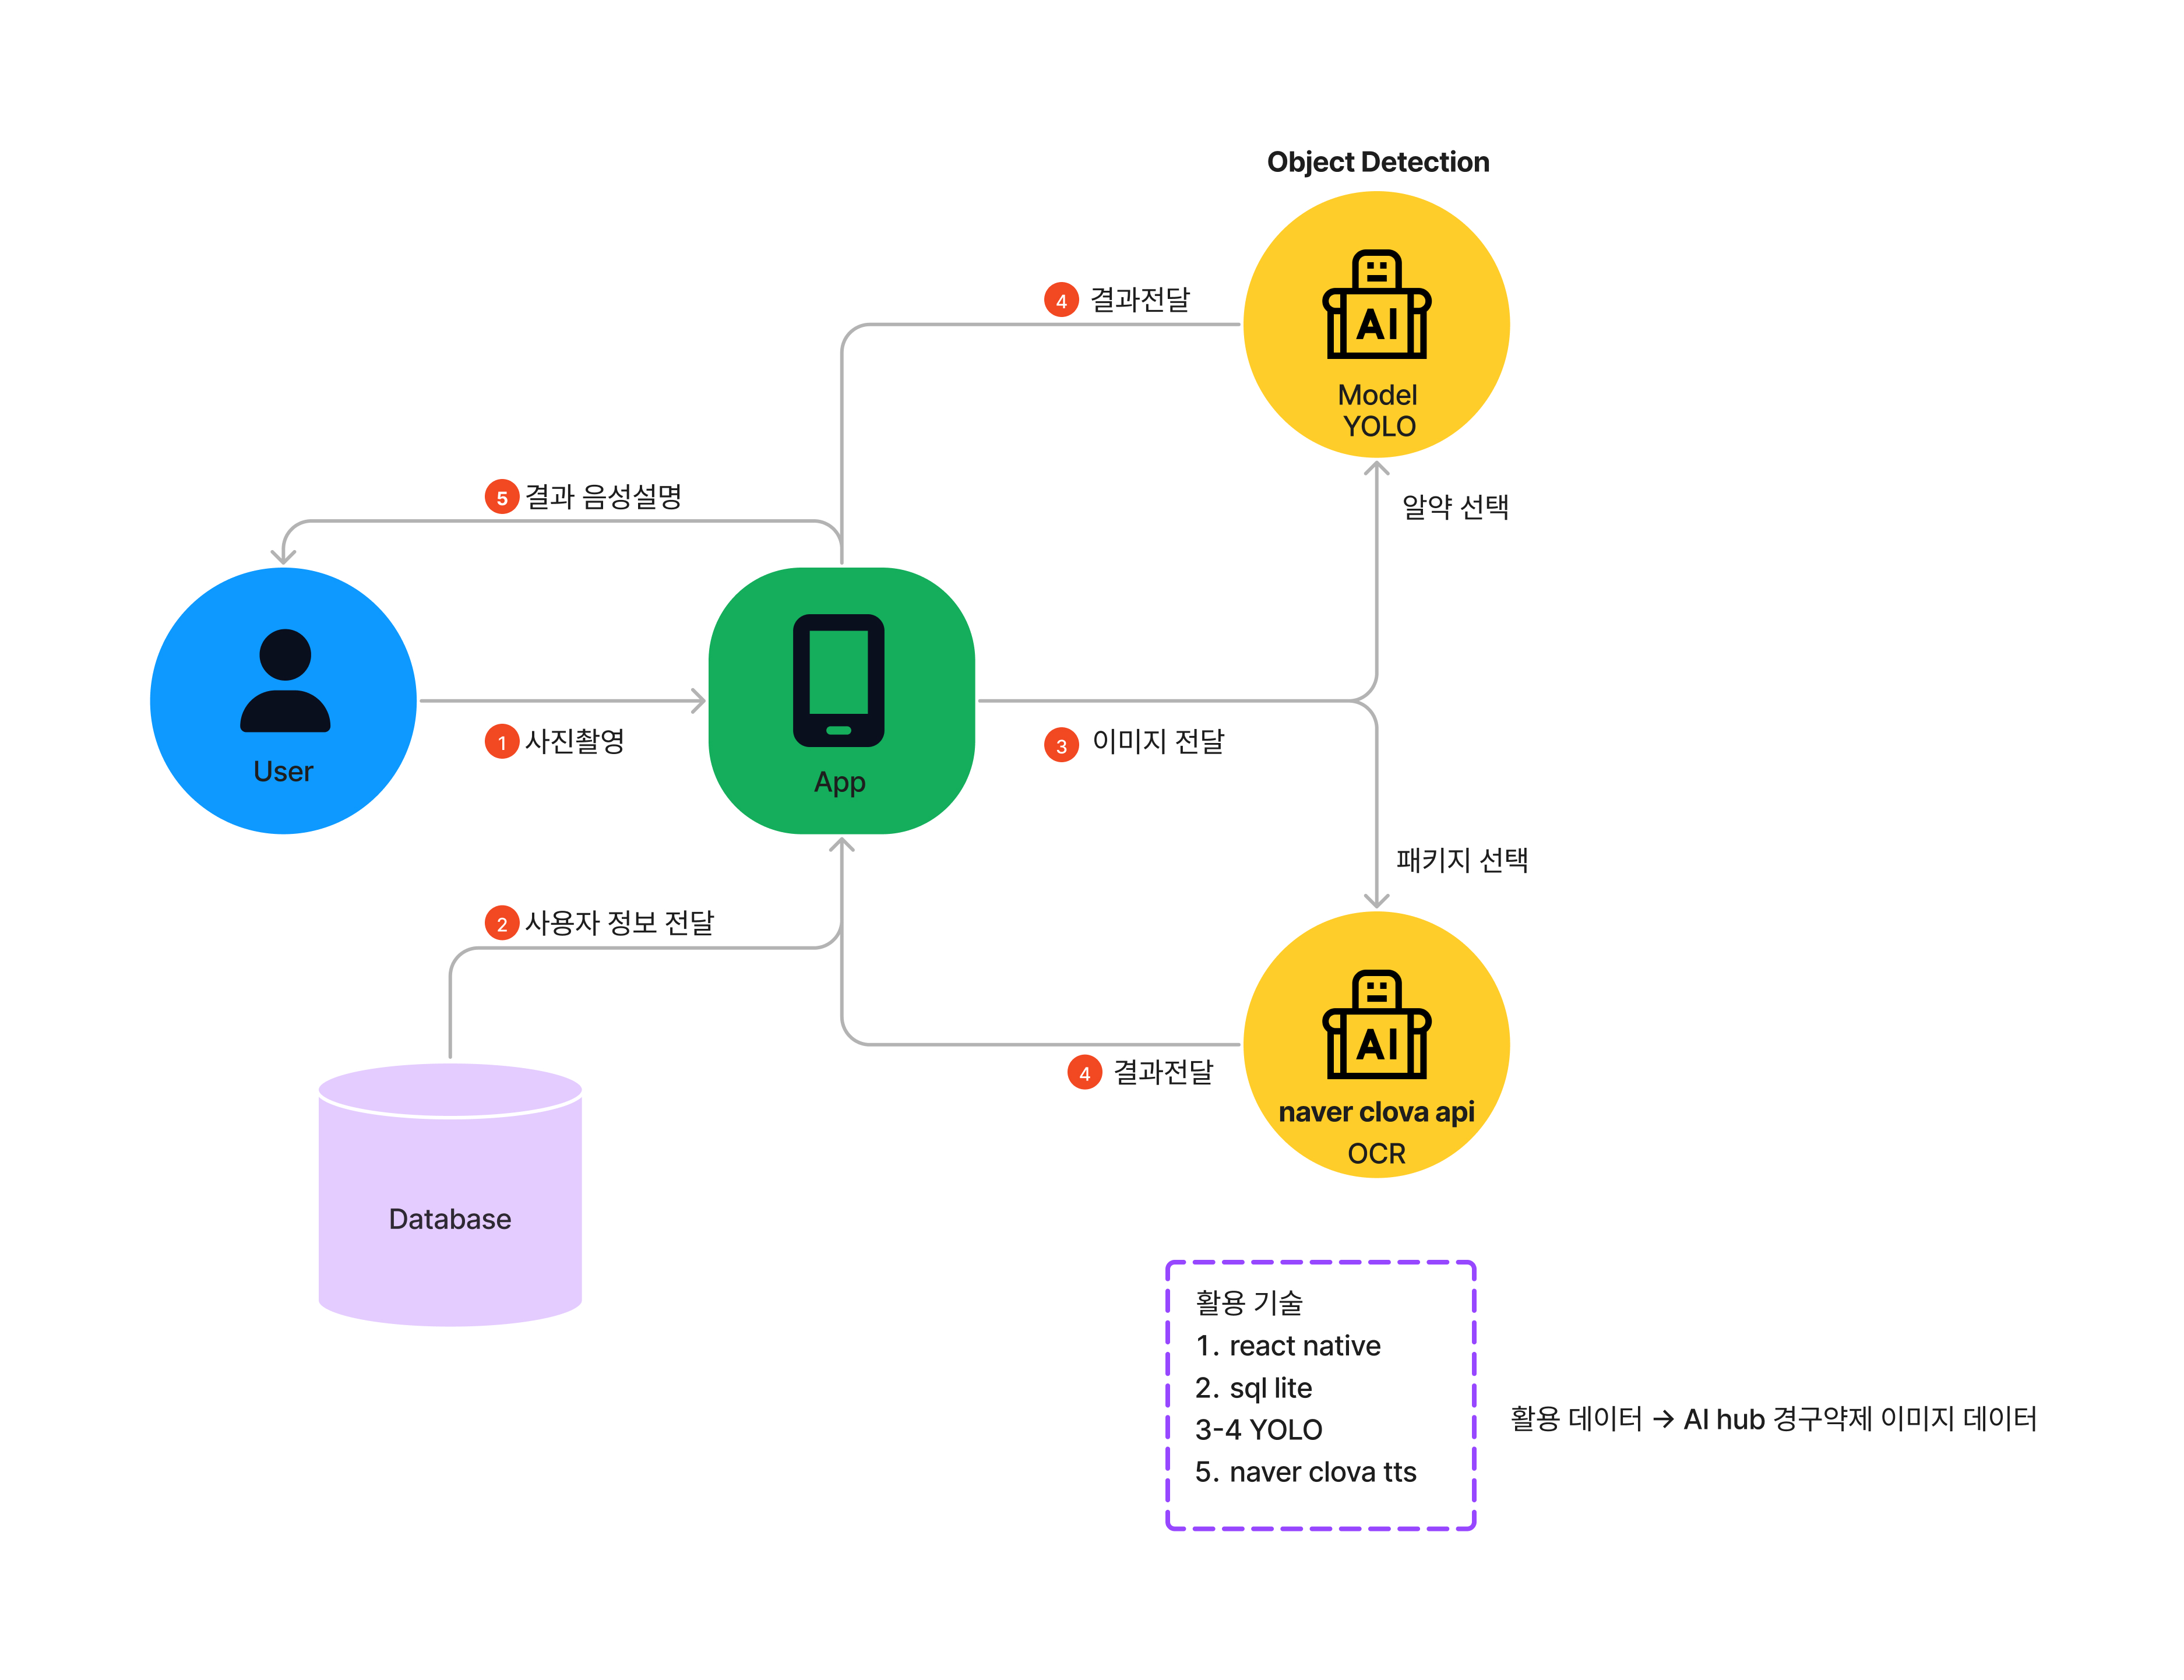 Object Detection
AI
Model
YOLO
4 결과전달
5 결과 음성설명
알약 선택
User
1 사진촬영
App
3 이미지 전달
패키지 선택
2 사용자 정보 전달
AI
naver clova api
OCR
4 결과전달
Database
활용 기술
1. react native
2. sql lite
3-4 YOLO
5. naver clova tts
활용 데이터 → AI hub 경구약제 이미지 데이터